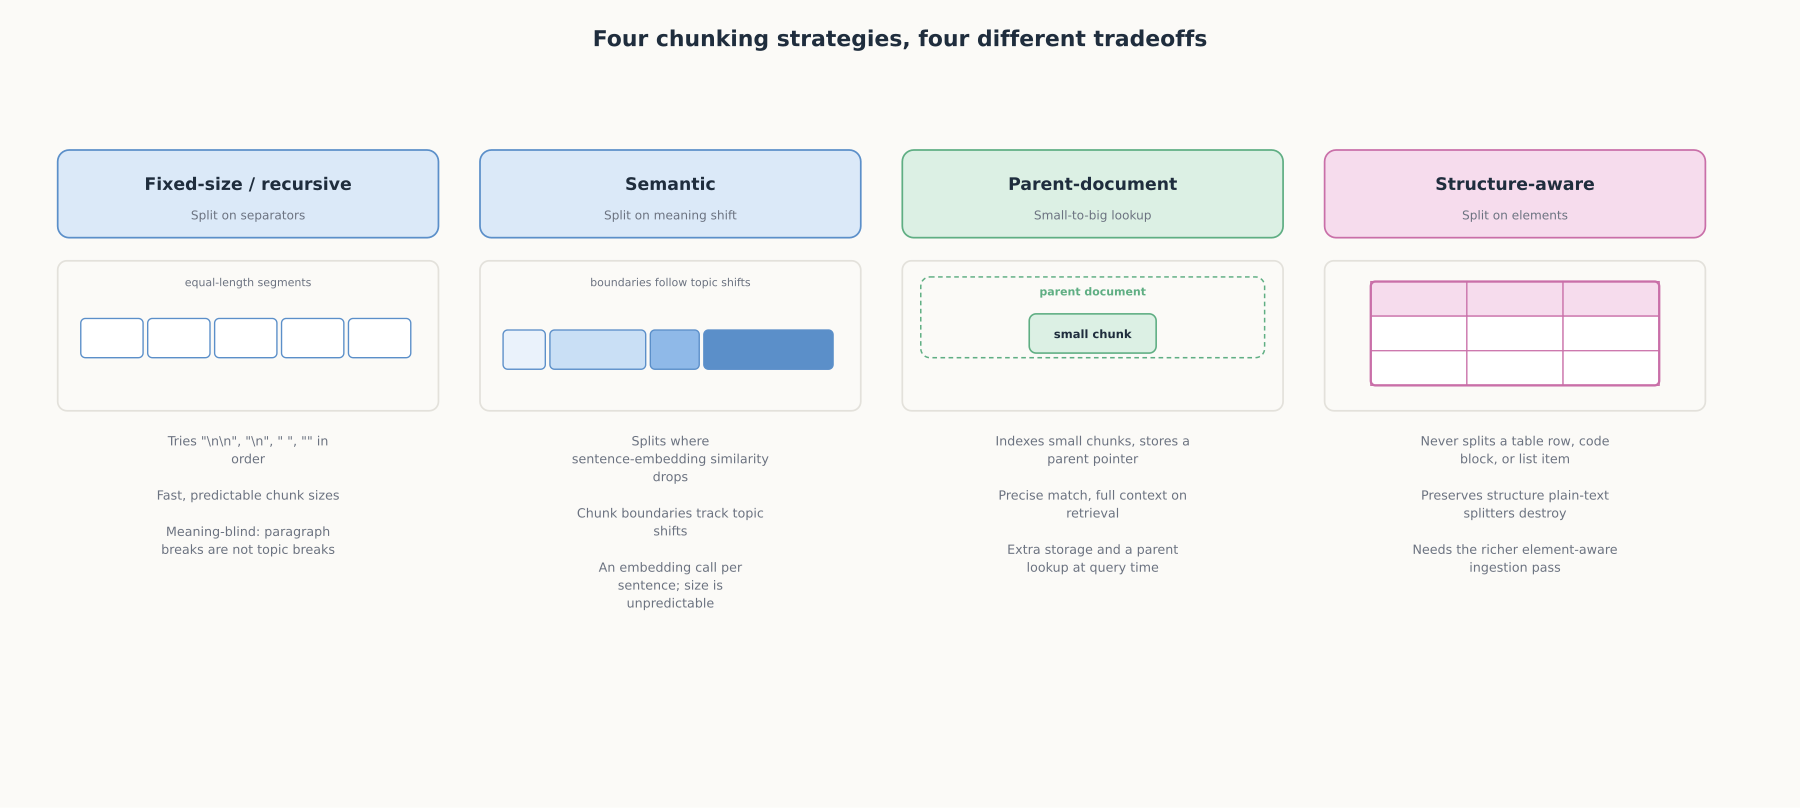 Four chunking strategies, four different tradeoffs
Fixed-size / recursive
Split on separators
equal-length segments
Tries "\n\n", "\n", " ", "" in
order
Fast, predictable chunk sizes
Meaning-blind: paragraph
breaks are not topic breaks
Semantic
Split on meaning shift
boundaries follow topic shifts
Splits where
sentence-embedding similarity
drops
Chunk boundaries track topic
shifts
An embedding call per
sentence; size is
unpredictable
Parent-document
Small-to-big lookup
parent document
small chunk
Indexes small chunks, stores a
parent pointer
Precise match, full context on
retrieval
Extra storage and a parent
lookup at query time
Structure-aware
Split on elements
Never splits a table row, code
block, or list item
Preserves structure plain-text
splitters destroy
Needs the richer element-aware
ingestion pass